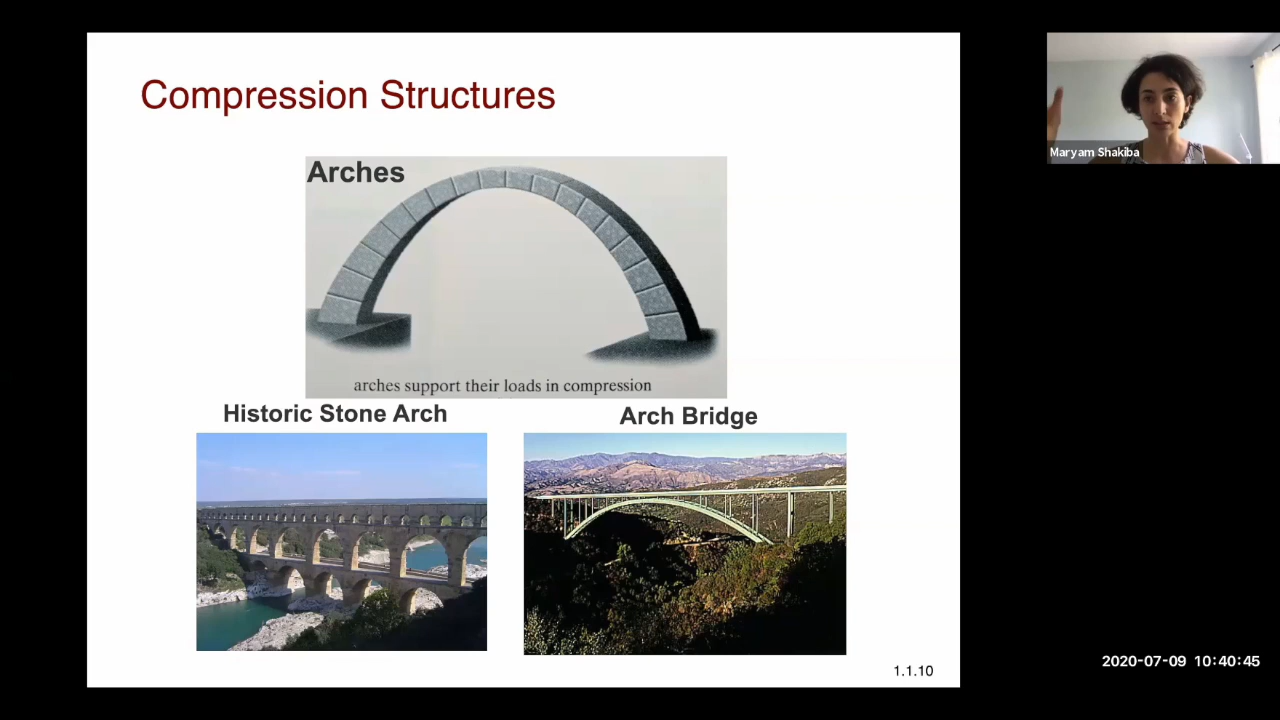 Compression Structures
Arches
arches support their loads in compression
Historic Stone Arch
Arch Bridge
1.1.10
Maryam Shakiba
2020-07-09 10:40:45